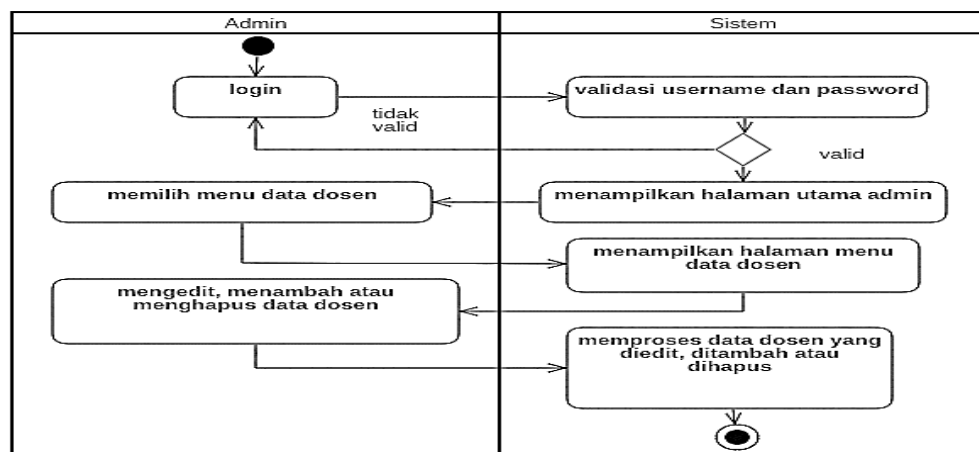 Admin
Sistem
login
validasi username dan password
tidak
valid
valid
memilih menu data dosen
menampilkan halaman utama admin
menampilkan halaman menu
data dosen
mengedit, menambah atau
menghapus data dosen
memproses data dosen yang
diedit, ditambah atau
dihapus